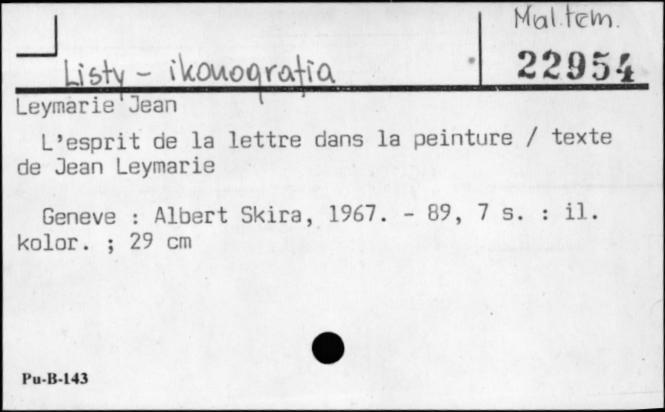 Mal.tem.
Listy - ikonografia
22954
Leymarie Jean
L'esprit de la lettre dans la peinture / texte
de Jean Leymarie
Geneve : Albert Skira, 1967. - 89, 7 s. : il.
kolor. ; 29 cm
Pu-B-143